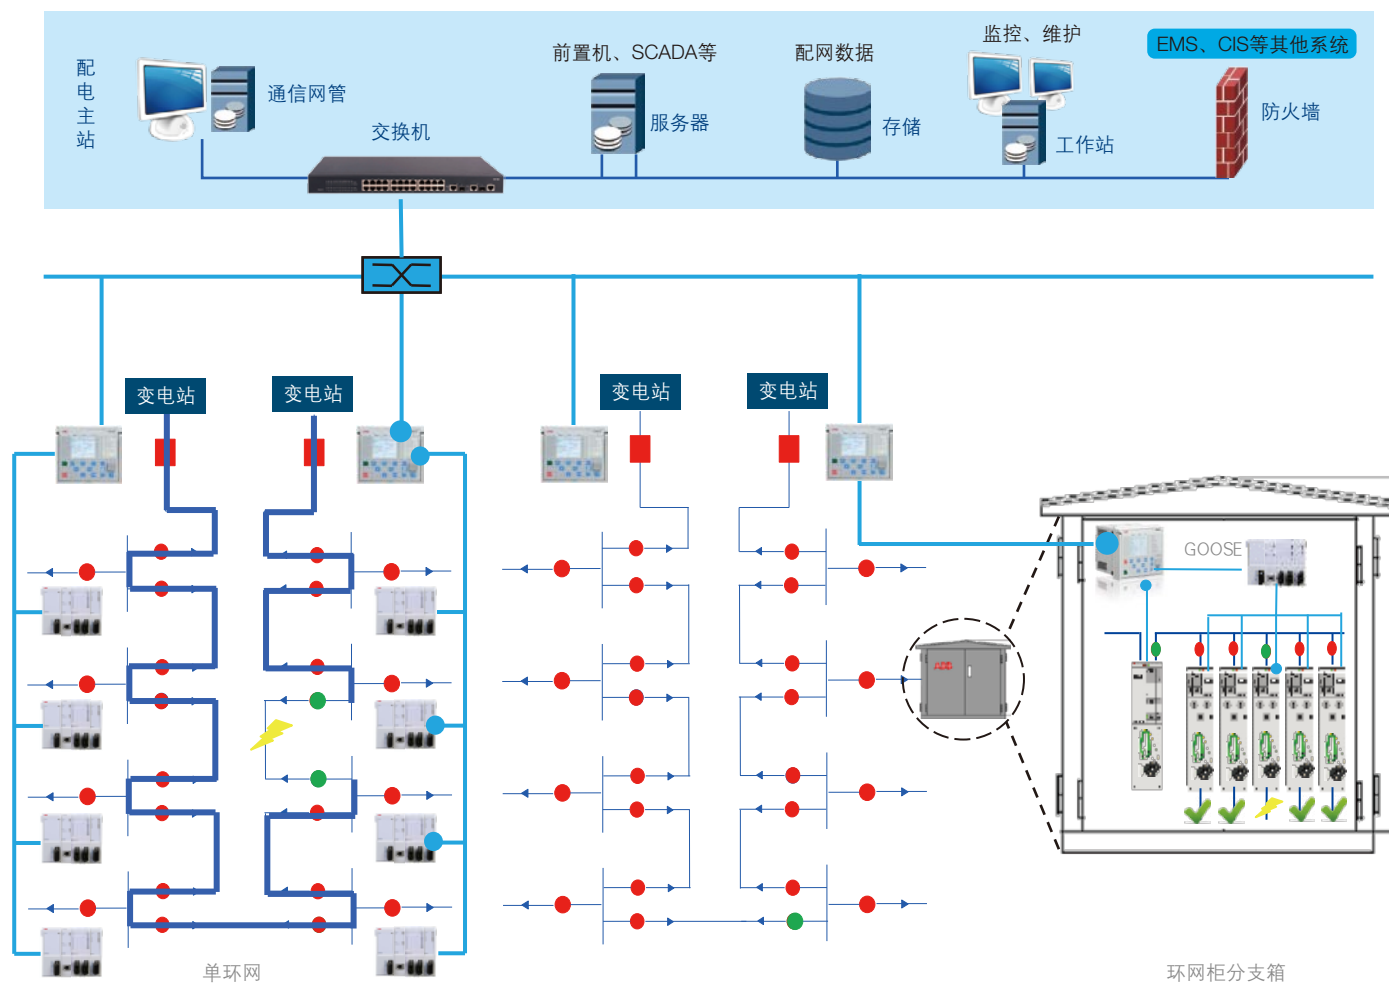 配电主站
通信网管
交换机
前置机、SCADA等
服务器
配网数据
存储
监控、维护
工作站
EMS、CIS等其他系统
防火墙
变电站
变电站
变电站
变电站
GOOSE
单环网
环网柜分支箱